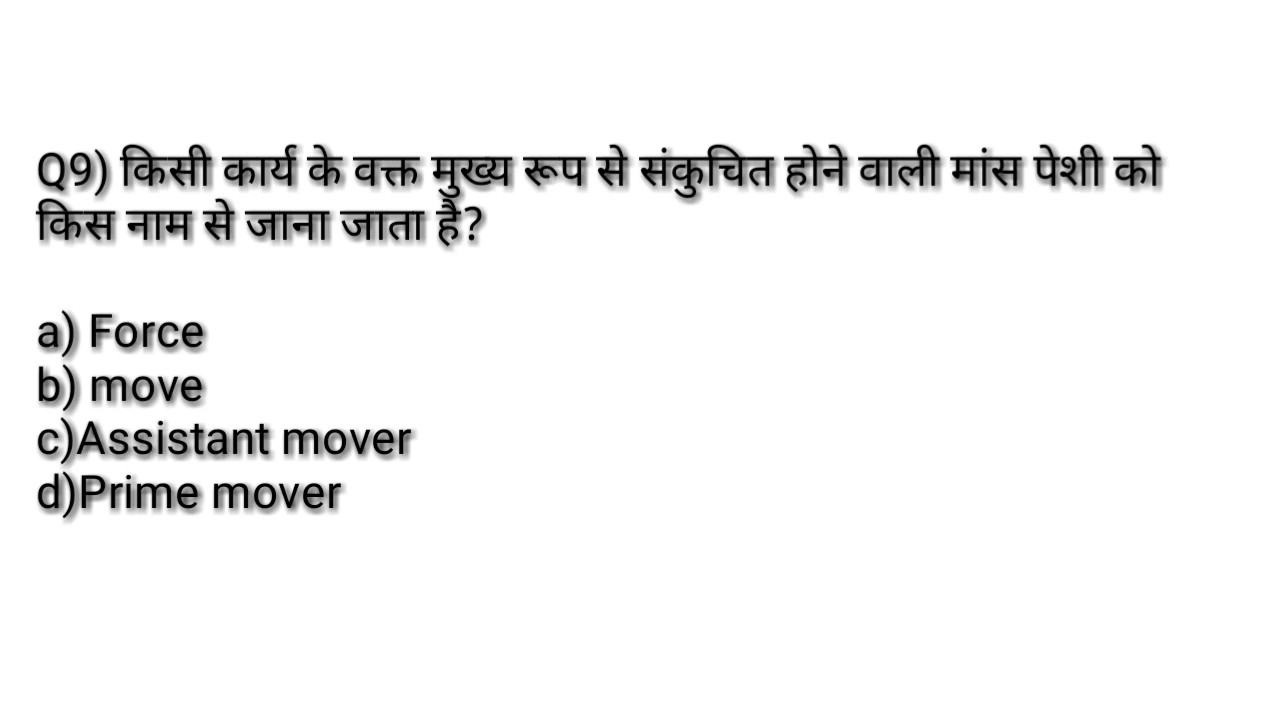 Q9) किसी कार्य के वक्त मुख्य रूप से संकुचित होने वाली मांस पेशी को
किस नाम से जाना जाता है?
a) Force
b) move
c)Assistant mover
d)Prime mover